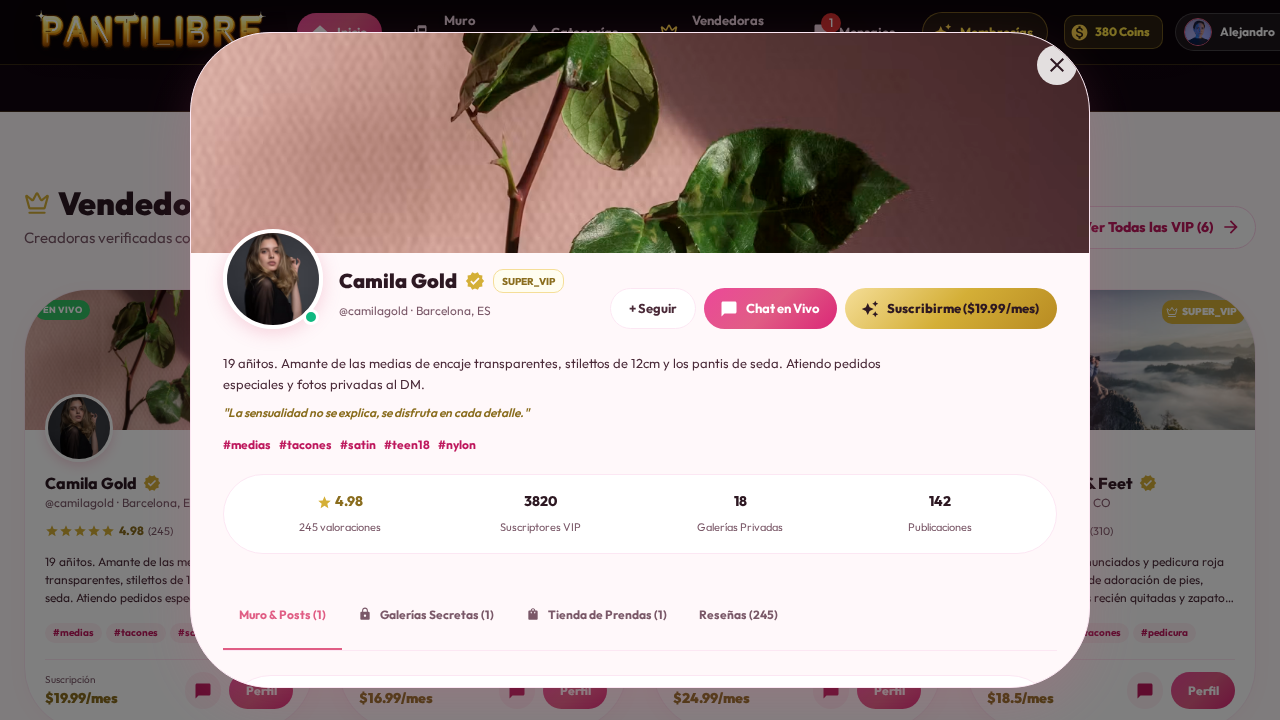 PANTILIBRE
Inicio
Muro
Categorías
Vendedoras
1
Mensajes
Membresías
380 Coins
Alejandro
Vendedo
Creadoras verificadas co
Ver Todas las VIP (6)
Camila Gold
SUPER_VIP
@camilagold · Barcelona, ES
+ Seguir
Chat en Vivo
Suscribirme ($19.99/mes)
19 añitos. Amante de las medias de encaje transparentes, stilettos de 12cm y los pantis de seda. Atiendo pedidos
especiales y fotos privadas al DM.
"La sensualidad no se explica, se disfruta en cada detalle."
#medias #tacones #satin #teen18 #nylon
4.98
245 valoraciones
3820
Suscriptores VIP
18
Galerías Privadas
142
Publicaciones
Muro & Posts (1)
Galerías Secretas (1)
Tienda de Prendas (1)
Reseñas (245)
EN VIVO
Camila Gold
@camilagold · Barcelona, E
4.98 (245)
19 añitos. Amante de las me
transparentes, stilettos de 1
seda. Atiendo pedidos espe
#medias #tacones
Suscripción
$19.99/mes
Perfil
$16.99/mes
Perfil
$24.99/mes
Perfil
SUPER_VIP
& Feet
CO
(310)
nunciados y pedicura roja
de adoración de pies,
recién quitadas y zapato...
#pedicura
$18.5/mes
Perfil